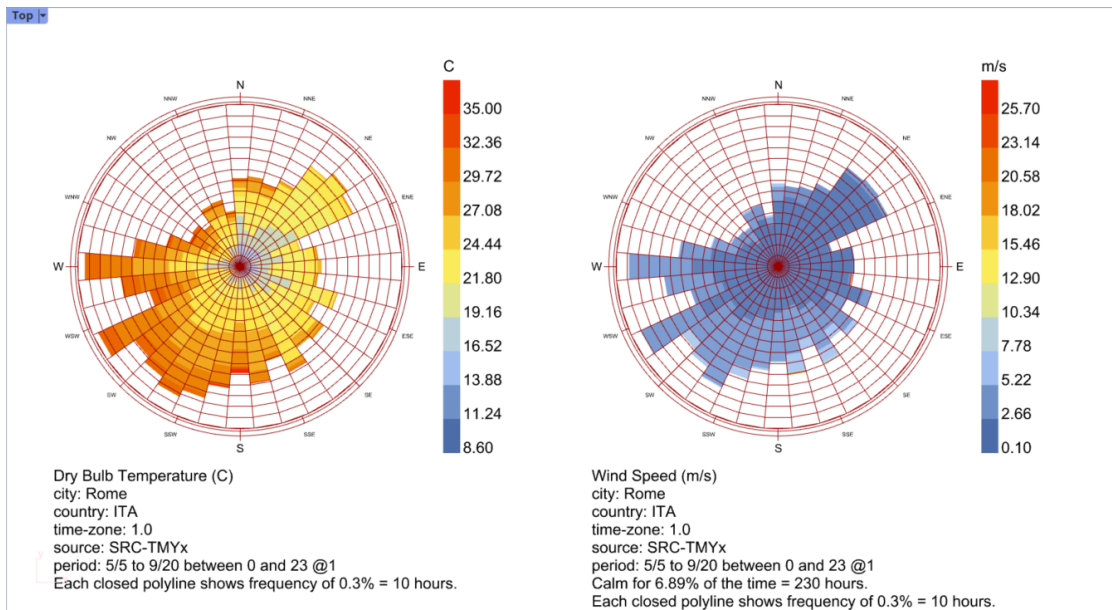 Top
C
N
NNW
NNE
NW
NE
WNW
ENE
W
E
WSW
ESE
SW
SE
SSW
SSE
S
35.00
32.36
29.72
27.08
24.44
21.80
19.16
16.52
13.88
11.24
8.60
Dry Bulb Temperature (C)
city: Rome
country: ITA
time-zone: 1.0
source: SRC-TMYx
period: 5/5 to 9/20 between 0 and 23 @1
Each closed polyline shows frequency of 0.3% = 10 hours.
m/s
N
NNW
NNE
NW
NE
WNW
ENE
W
E
WSW
ESE
SW
SE
SSW
SSE
S
25.70
23.14
20.58
18.02
15.46
12.90
10.34
7.78
5.22
2.66
0.10
Wind Speed (m/s)
city: Rome
country: ITA
time-zone: 1.0
source: SRC-TMYx
period: 5/5 to 9/20 between 0 and 23 @1
Calm for 6.89% of the time = 230 hours.
Each closed polyline shows frequency of 0.3% = 10 hours.